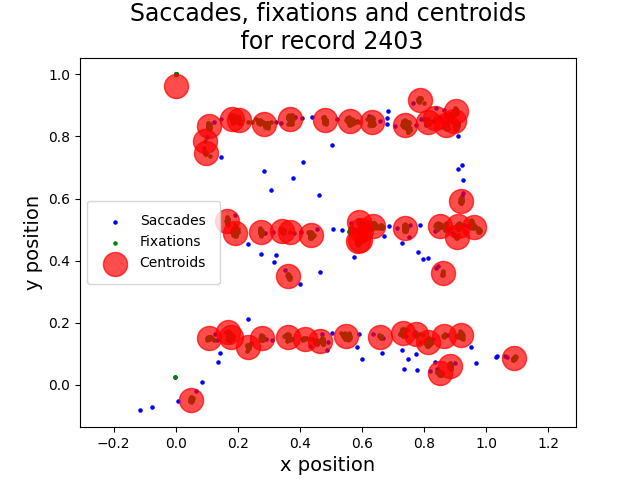 Saccades, fixations and centroids
for record 2403
1.0
0.8
0.6
0.4
0.2
0.0
y position
Saccades
Fixations
Centroids
−0.2 0.0 0.2 0.4 0.6 0.8 1.0 1.2
x position